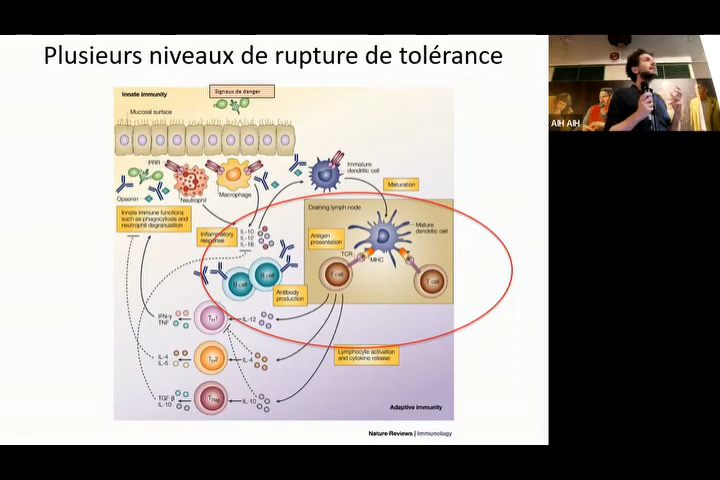 Plusieurs niveaux de rupture de tolérance
Innate immunity
Signaux de danger
Mucosal surface
PRR
Opsonin
Neutrophil
Macrophage
Immature
dendritic cell
Maturation
Innate immune functions
such as phagocytosis and
neutrophil degranulation
Inflammatory
response
IL-10
IL-12
IL-18
Draining lymph node
Antigen
presentation
Mature
dendritic cell
TCR
MHC
T cell
T cell
B cell
B cell
Antibody
production
IFN-γ
TNF
TH1
IL-12
Lymphocyte activation
and cytokine release
IL-4
IL-5
TH2
IL-4
TGF-β
IL-10
TReg
IL-10
Adaptive immunity
Nature Reviews | Immunology
AIH AIH